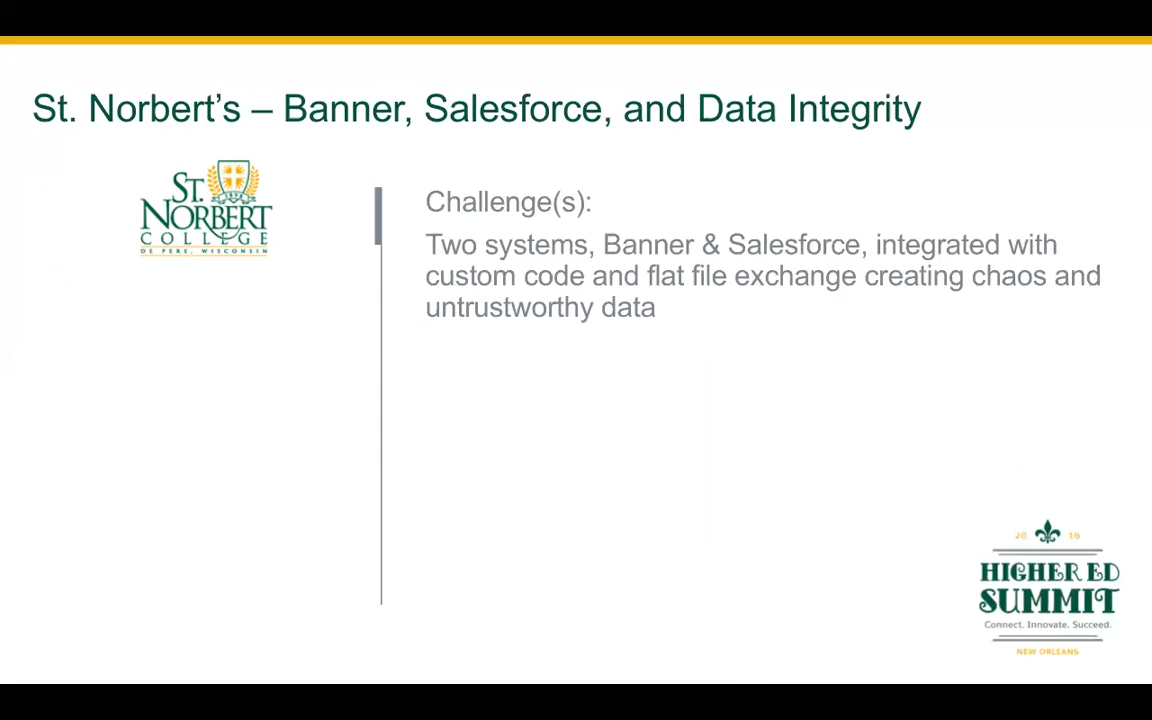 St. Norbert’s – Banner, Salesforce, and Data Integrity
ST.
NORBERT
COLLEGE
DE PERE, WISCONSIN
Challenge(s):
Two systems, Banner & Salesforce, integrated with
custom code and flat file exchange creating chaos and
untrustworthy data
20 16
HIGHER ED
SUMMIT
Connect. Innovate. Succeed.
NEW ORLEANS